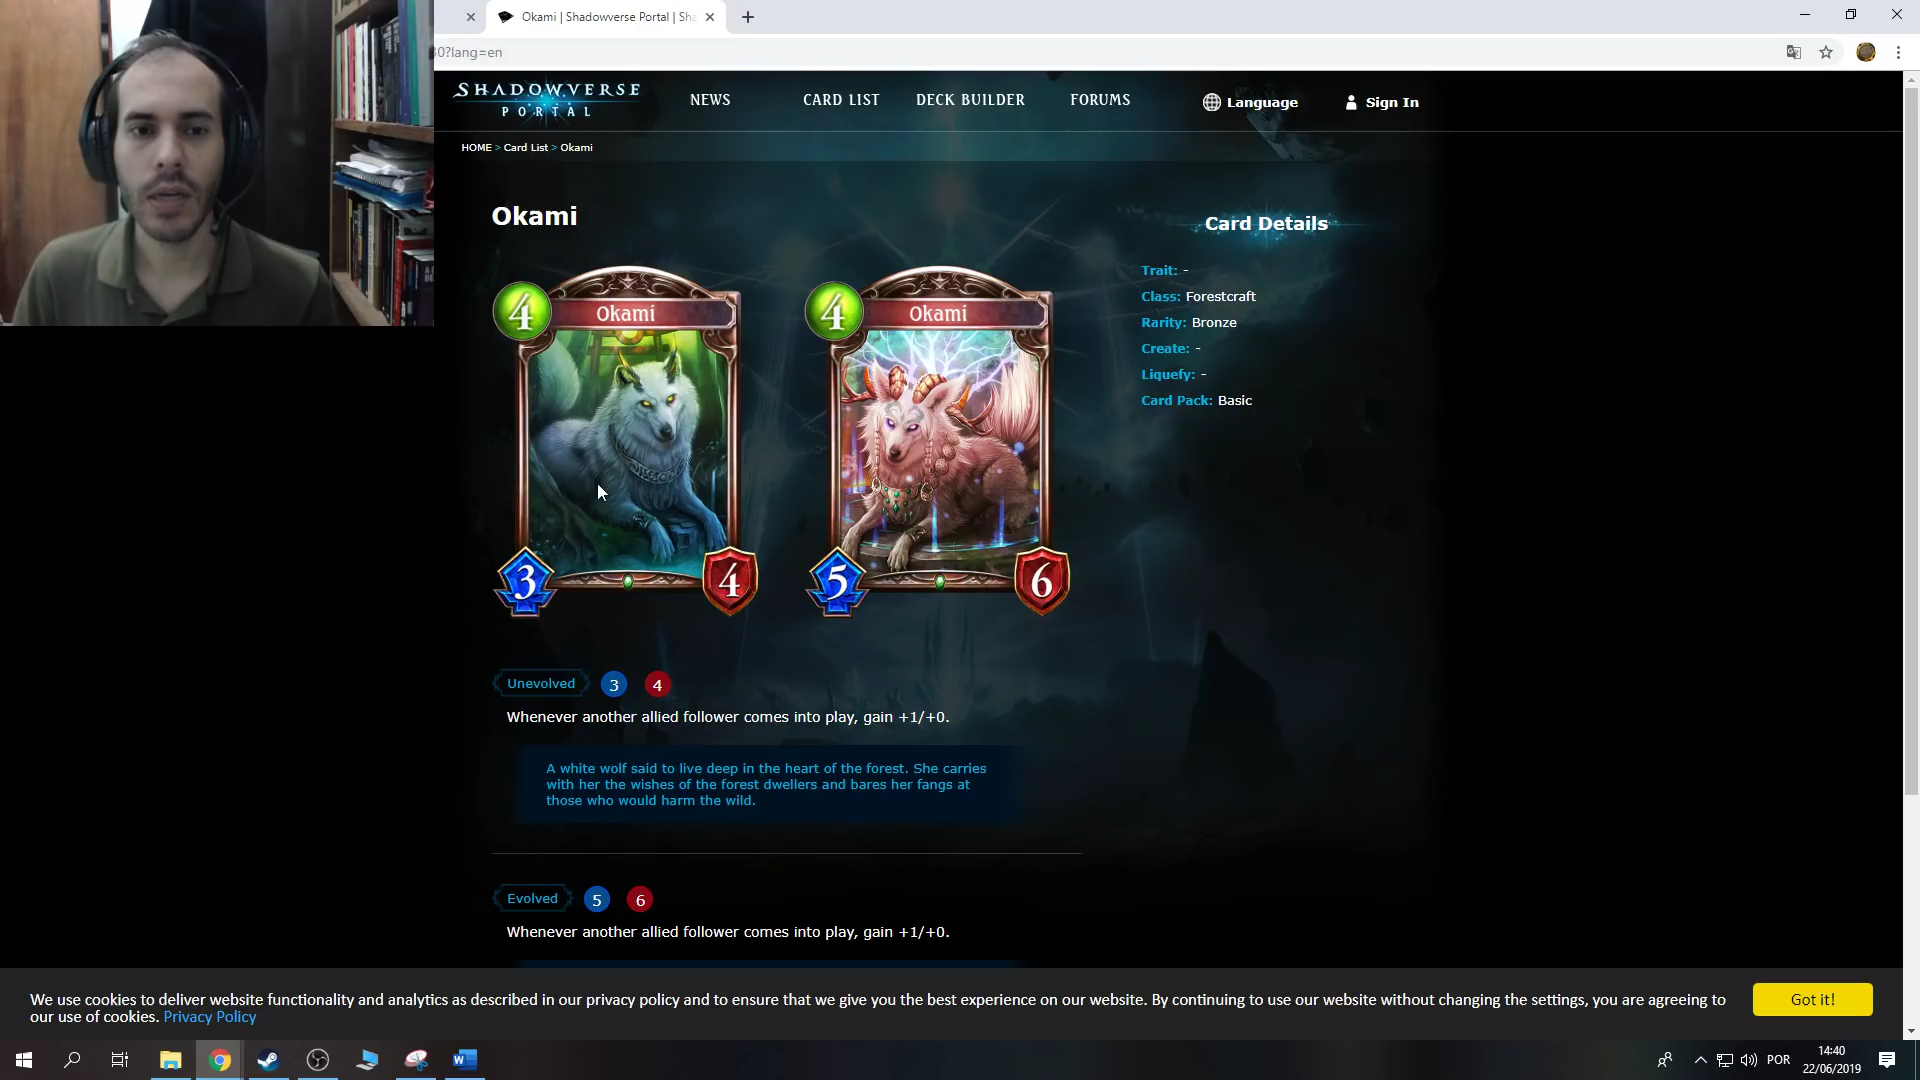 Okami | Shadowverse Portal | Sha
30?lang=en
SHADOWVERSE
PORTAL
NEWS
CARD LIST
DECK BUILDER
FORUMS
Language
Sign In
HOME > Card List > Okami
Okami
Card Details
Trait: -
Class: Forestcraft
Rarity: Bronze
Create: -
Liquefy: -
Card Pack: Basic
4
Okami
3
4
4
Okami
5
6
Unevolved 3 4
Whenever another allied follower comes into play, gain +1/+0.
A white wolf said to live deep in the heart of the forest. She carries
with her the wishes of the forest dwellers and bares her fangs at
those who would harm the wild.
Evolved 5 6
Whenever another allied follower comes into play, gain +1/+0.
We use cookies to deliver website functionality and analytics as described in our privacy policy and to ensure that we give you the best experience on our website. By continuing to use our website without changing the settings, you are agreeing to
our use of cookies. Privacy Policy
Got it!
POR
14:40
22/06/2019